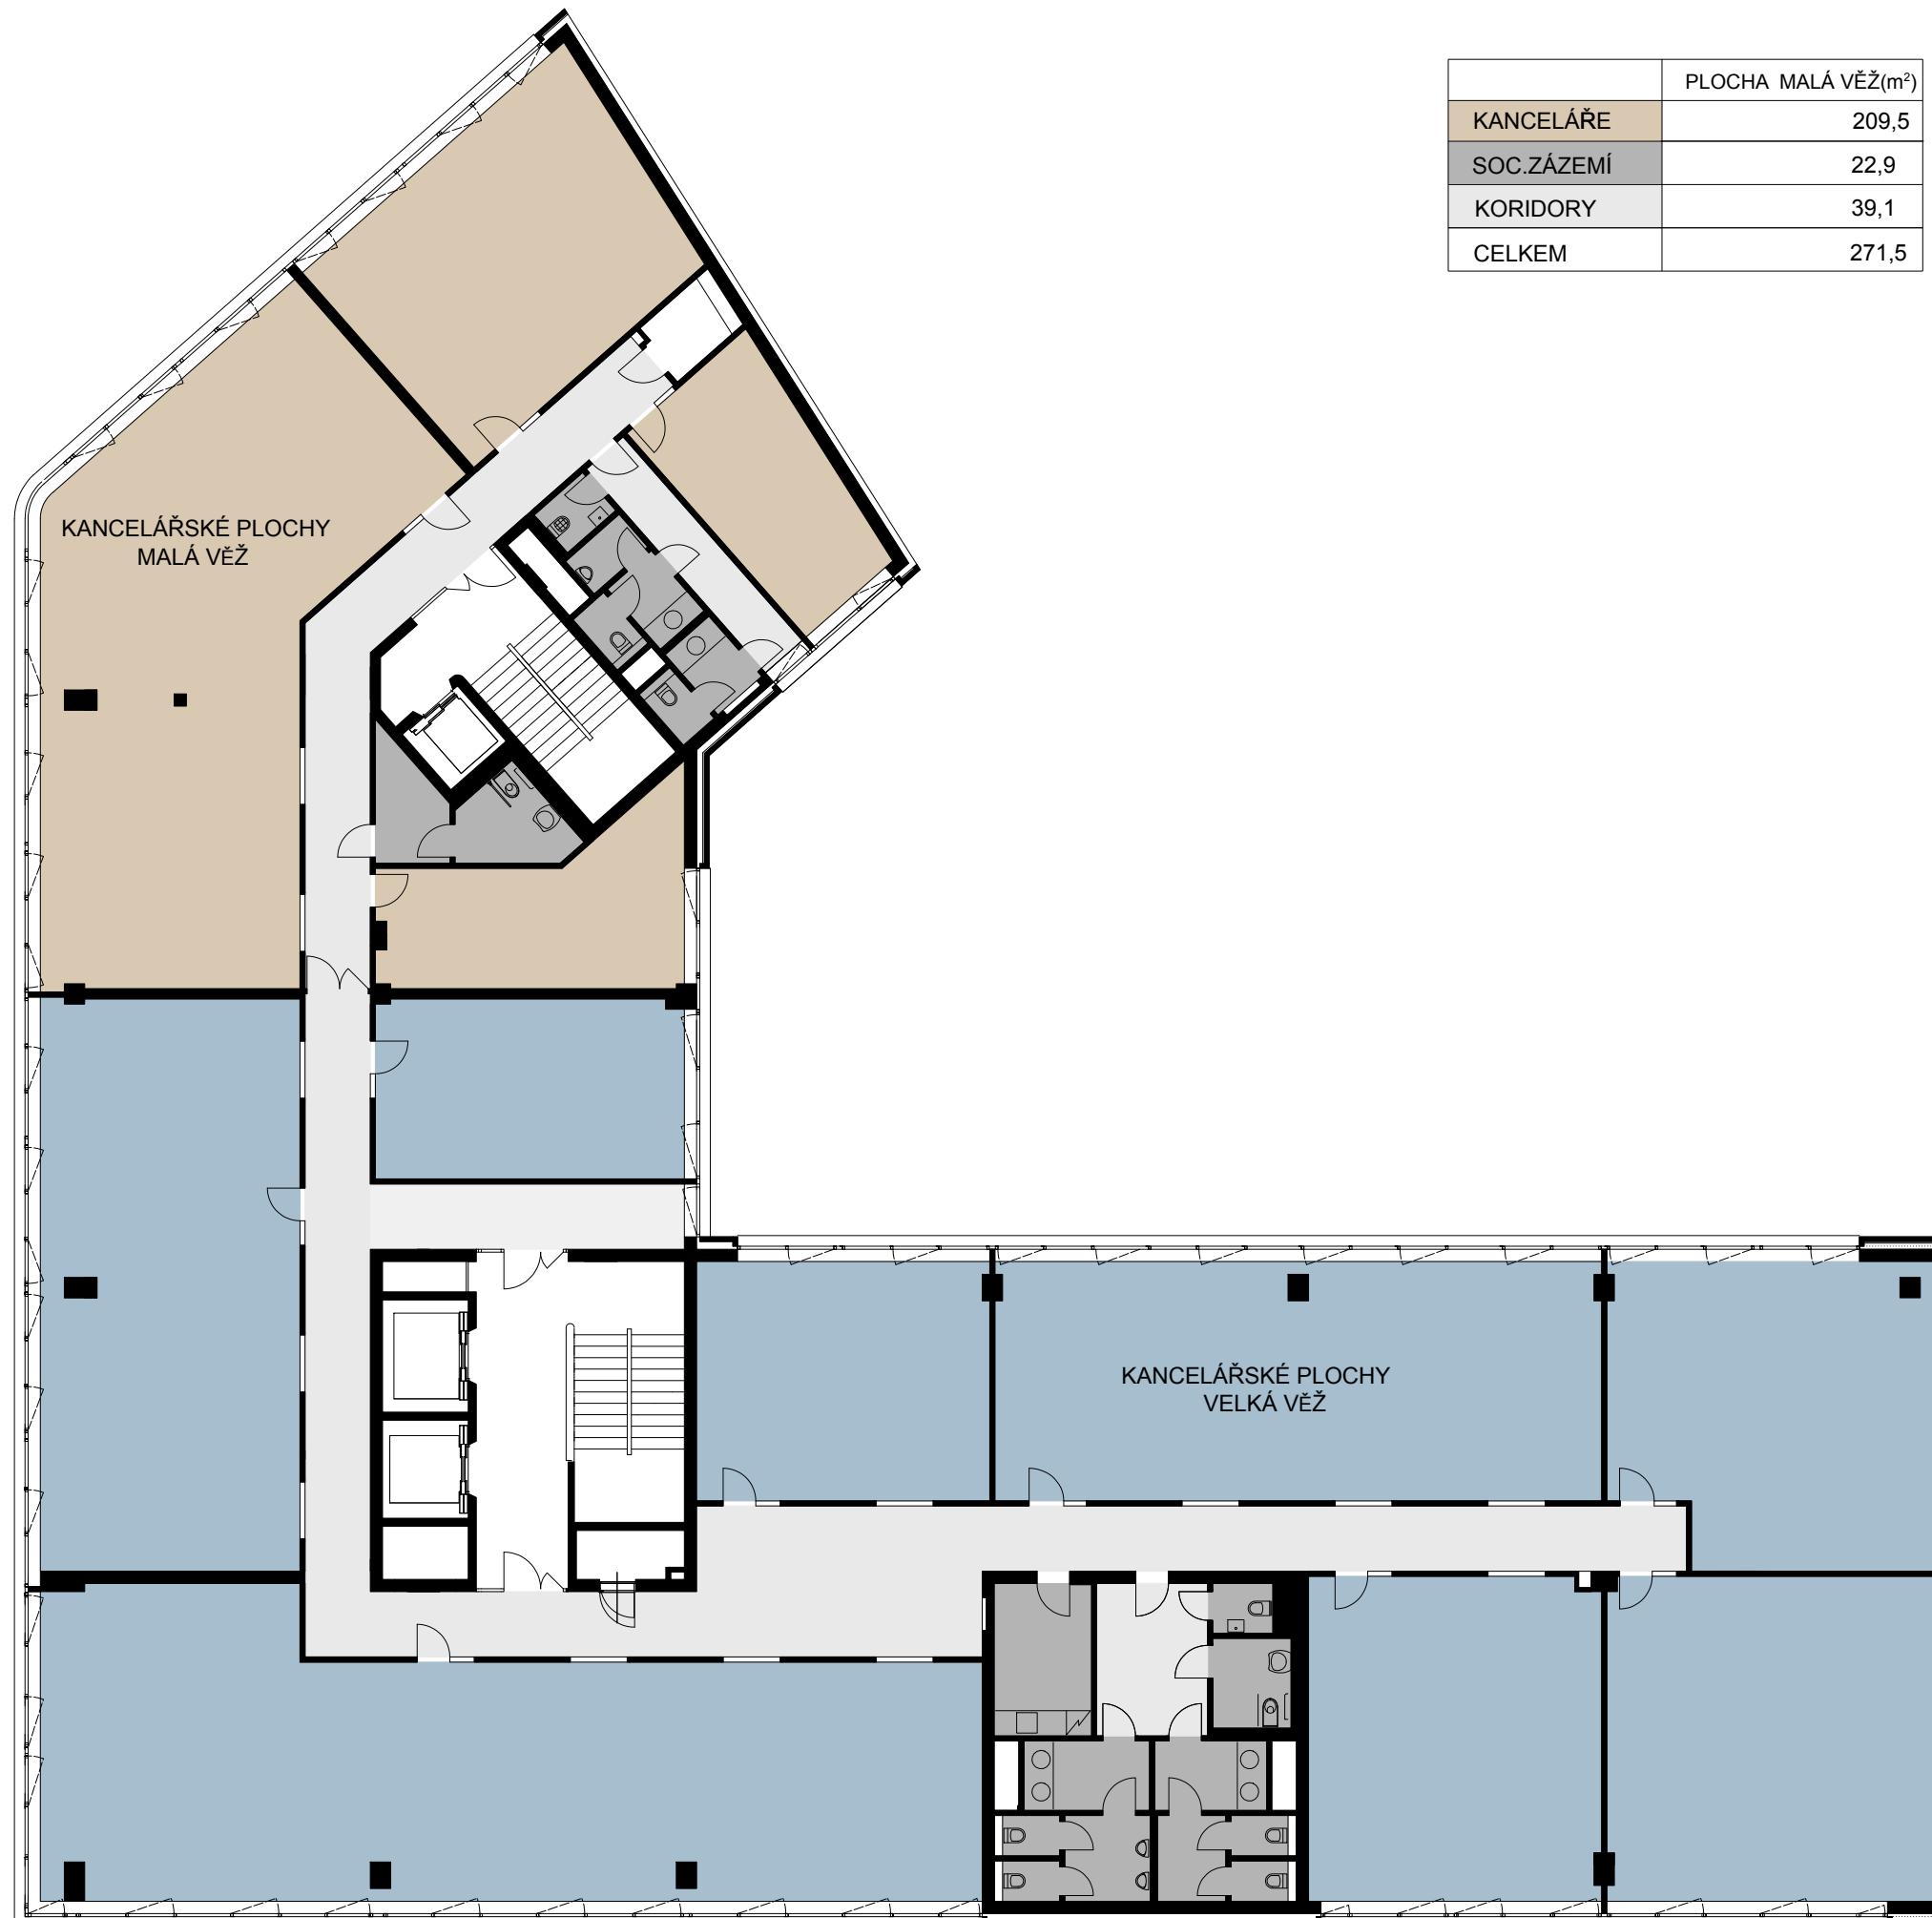 PLOCHA MALÁ VĚŽ(m²)
KANCELÁŘE 209,5
SOC.ZÁZEMÍ 22,9
KORIDORY 39,1
CELKEM 271,5
KANCELÁŘSKÉ PLOCHY
MALÁ VĚŽ
KANCELÁŘSKÉ PLOCHY
VELKÁ VĚŽ